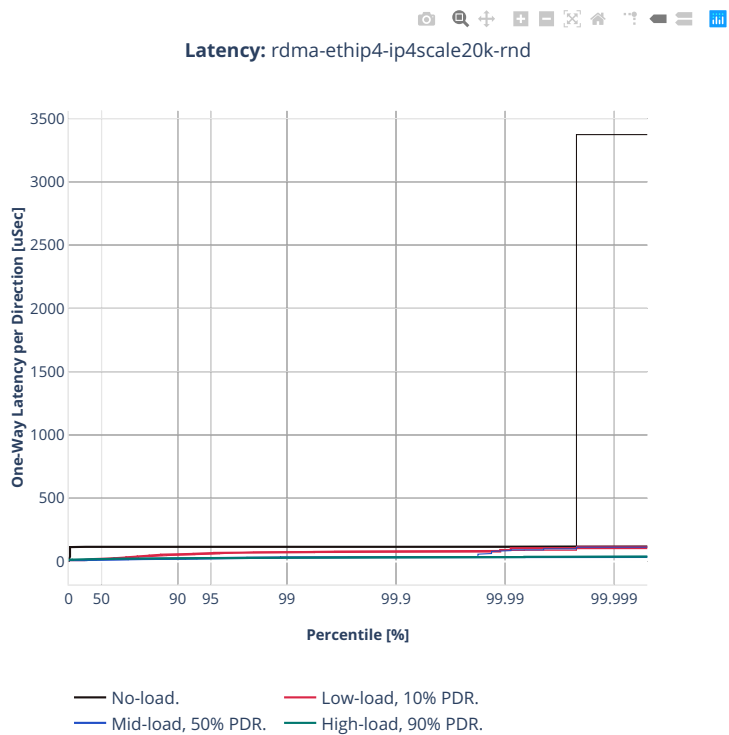 Latency: rdma-ethip4-ip4scale20k-rnd
3500
3000
2500
2000
1500
1000
500
0
One-Way Latency per Direction [uSec]
0 50 90 95 99 99.9 99.99 99.999
Percentile [%]
No-load. Low-load, 10% PDR.
Mid-load, 50% PDR. High-load, 90% PDR.